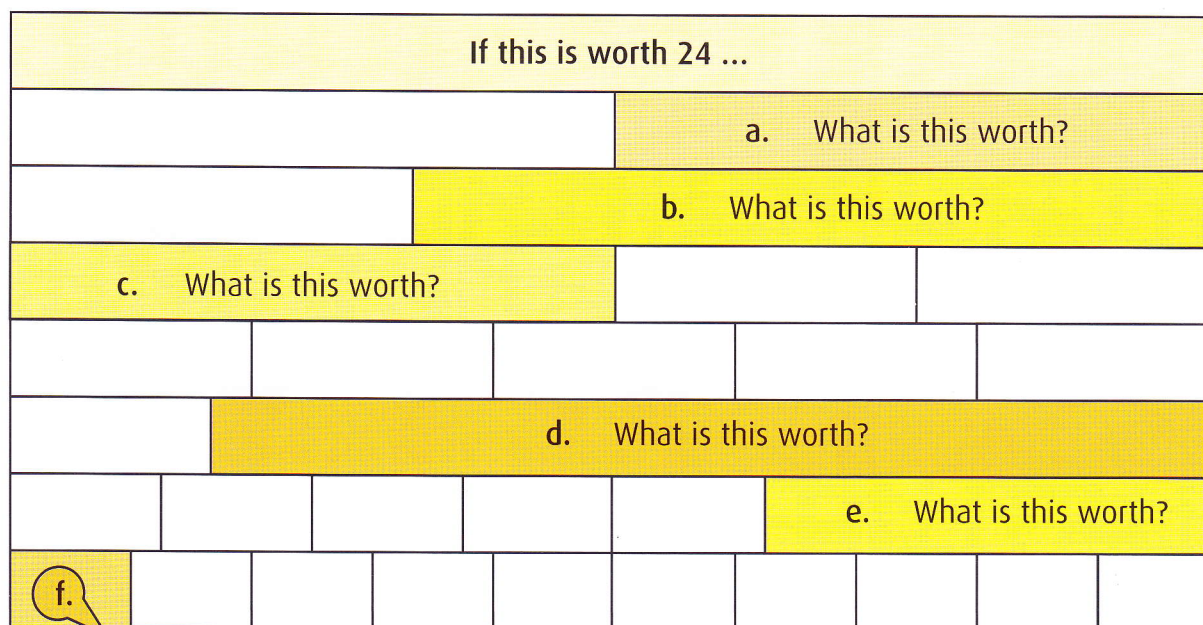 If this is worth 24 ...
a. What is this worth?
b. What is this worth?
c. What is this worth?
d. What is this worth?
e. What is this worth?
f.